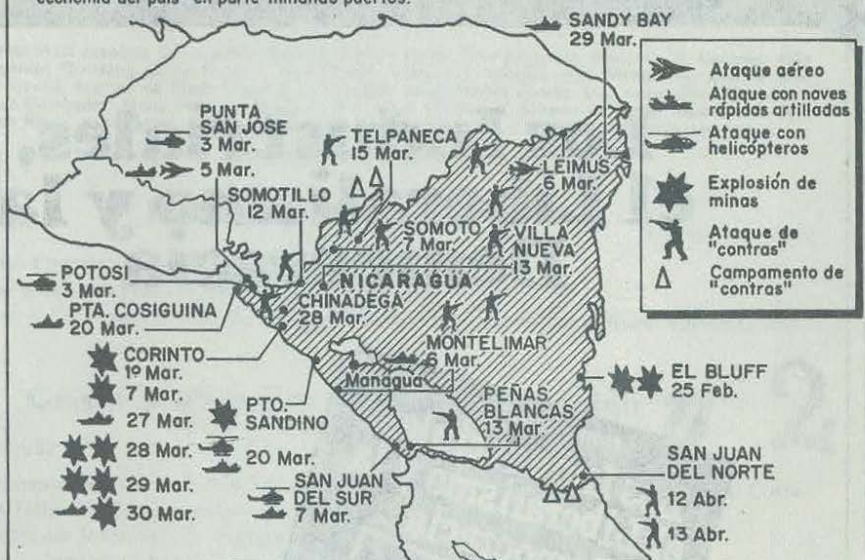 economía del país en parte minando puertos.
SANDY BAY
29 Mar.
Ataque aéreo
Ataque con naves
rápidas artilladas
Ataque con
helicópteros
Explosión de
minas
Ataque de
"contras"
Campamento de
"contras"
PUNTA
SAN JOSE
3 Mar.
5 Mar.
TELPANECA
15 Mar.
LEIMUS
6 Mar.
SOMOTILLO
12 Mar.
SOMOTO
7 Mar.
VILLA
NUEVA
13 Mar.
NICARAGUA
POTOSI
3 Mar.
PTA. COSIGUINA
20 Mar.
CHINADEGA
28 Mar.
CORINTO
1º Mar.
7 Mar.
27 Mar.
28 Mar.
29 Mar.
30 Mar.
MONTELIMAR
6 Mar.
Managua
PTO.
SANDINO
20 Mar.
PEÑAS
BLANCAS
13 Mar.
EL BLUFF
25 Feb.
SAN JUAN
DEL SUR
7 Mar.
SAN JUAN
DEL NORTE
12 Abr.
13 Abr.